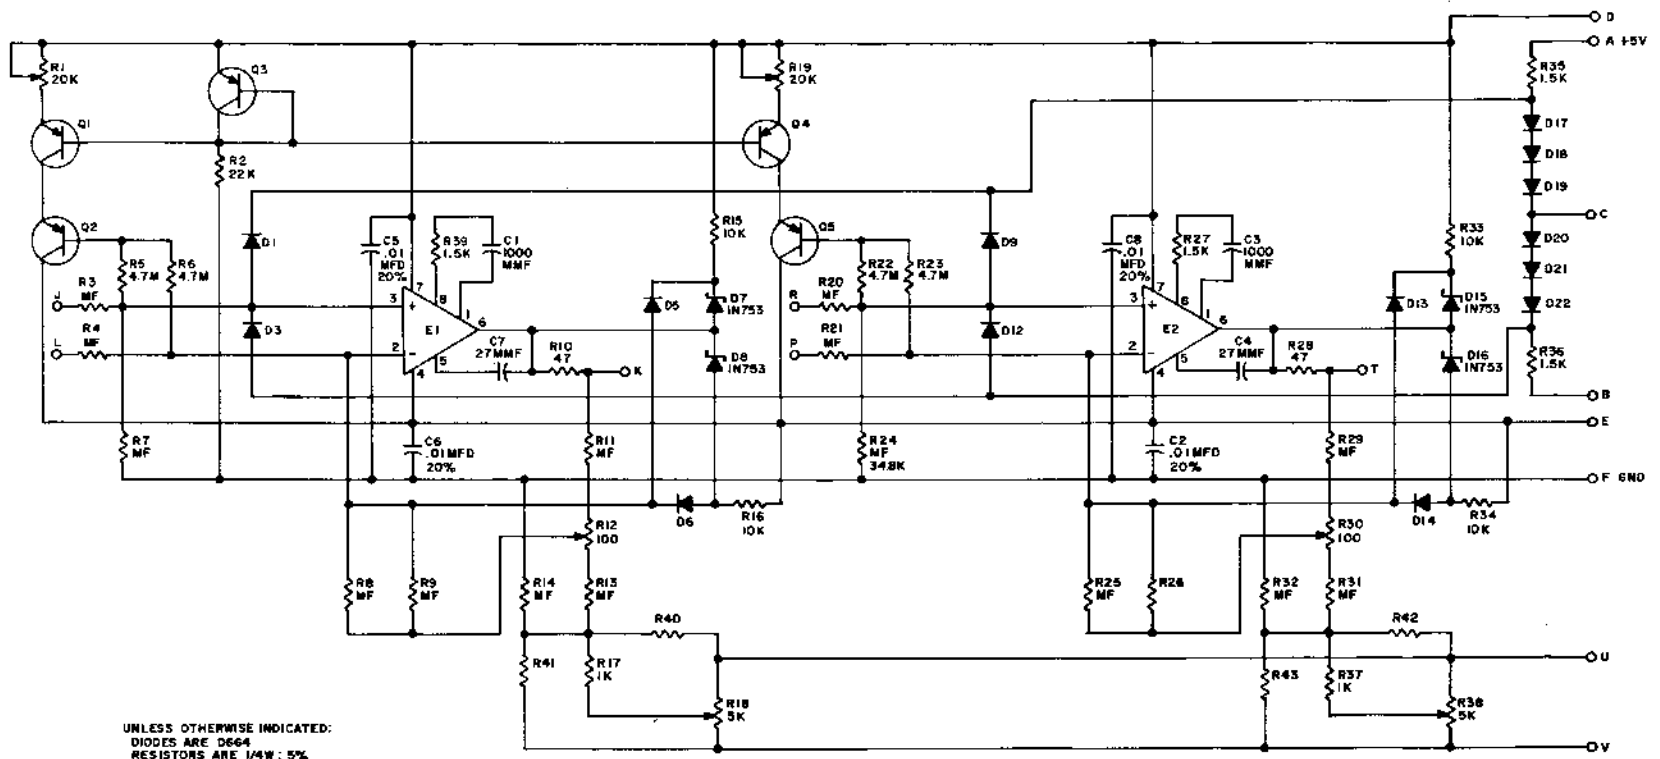 D
A +5V
R1
20K
Q3
R19
20K
R35
1.5K
Q1
Q4
D17
R2
22K
D18
D19
C
Q2
D1
C5
.01
MFD
20%
R39
1.5K
C1
1000
MMF
R15
10K
Q5
D9
C8
.01
MFD
20%
R27
1.5K
C3
1000
MMF
R33
10K
D20
D21
D22
R5
4.7M
R6
4.7M
R22
4.7M
R23
4.7M
R3
MF
J
7
8
3
+
1
E1
6
D3
D5
D7
1N753
R20
MF
R
7
6
3
+
1
E2
6
D12
D13
D15
1N753
R4
MF
L
2
-
5
4
C7
27MMF
R10
47
K
D8
1N753
R21
MF
P
2
-
5
4
C4
27MMF
R28
47
T
D16
1N753
R36
1.5K
B
E
R7
MF
C6
.01MFD
20%
R11
MF
R24
MF
34.8K
C2
.01MFD
20%
R29
MF
F GND
D6
R16
10K
R12
100
R30
100
D14
R34
10K
R8
MF
R9
MF
R14
MF
R13
MF
R25
MF
R26
R32
MF
R31
MF
R40
R42
R41
R17
1K
U
R43
R37
1K
R18
5K
R38
5K
V
UNLESS OTHERWISE INDICATED:
DIODES ARE D664
RESISTORS ARE 1/4W; 5%